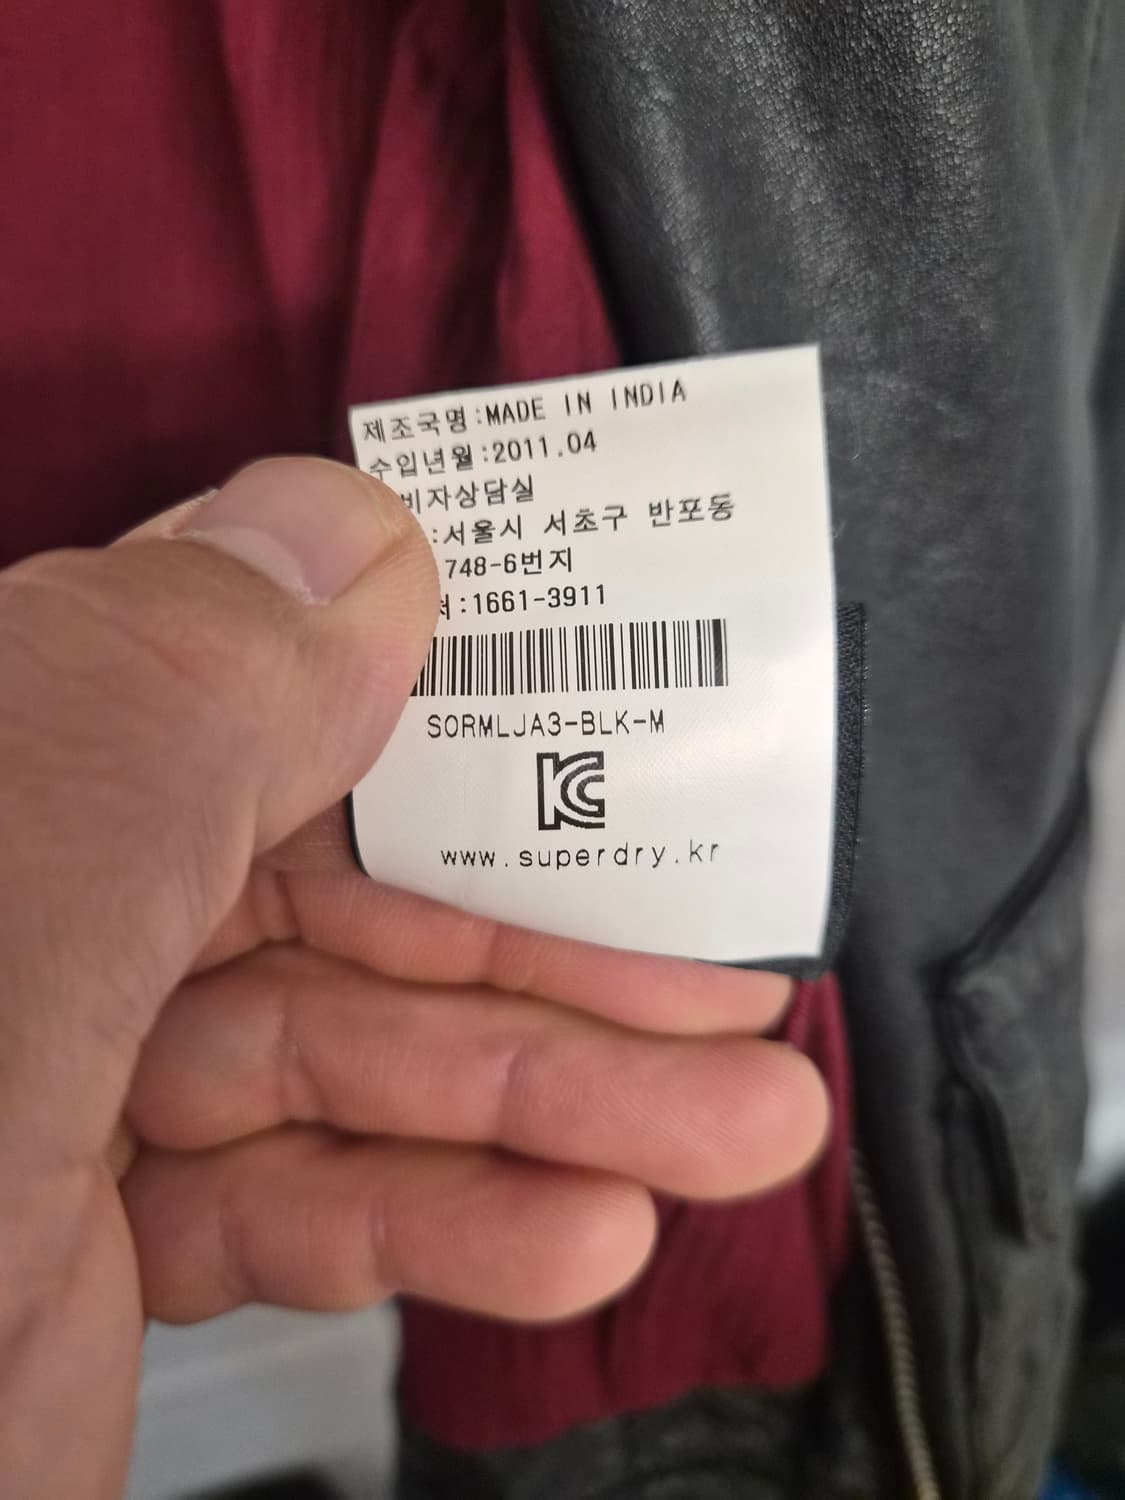 제조국명:MADE IN INDIA
수입년월:2011.04
비자상담실
:서울시 서초구 반포동
748-6번지
처:1661-3911
SORMLJA3-BLK-M
KC
www.superdry.kr